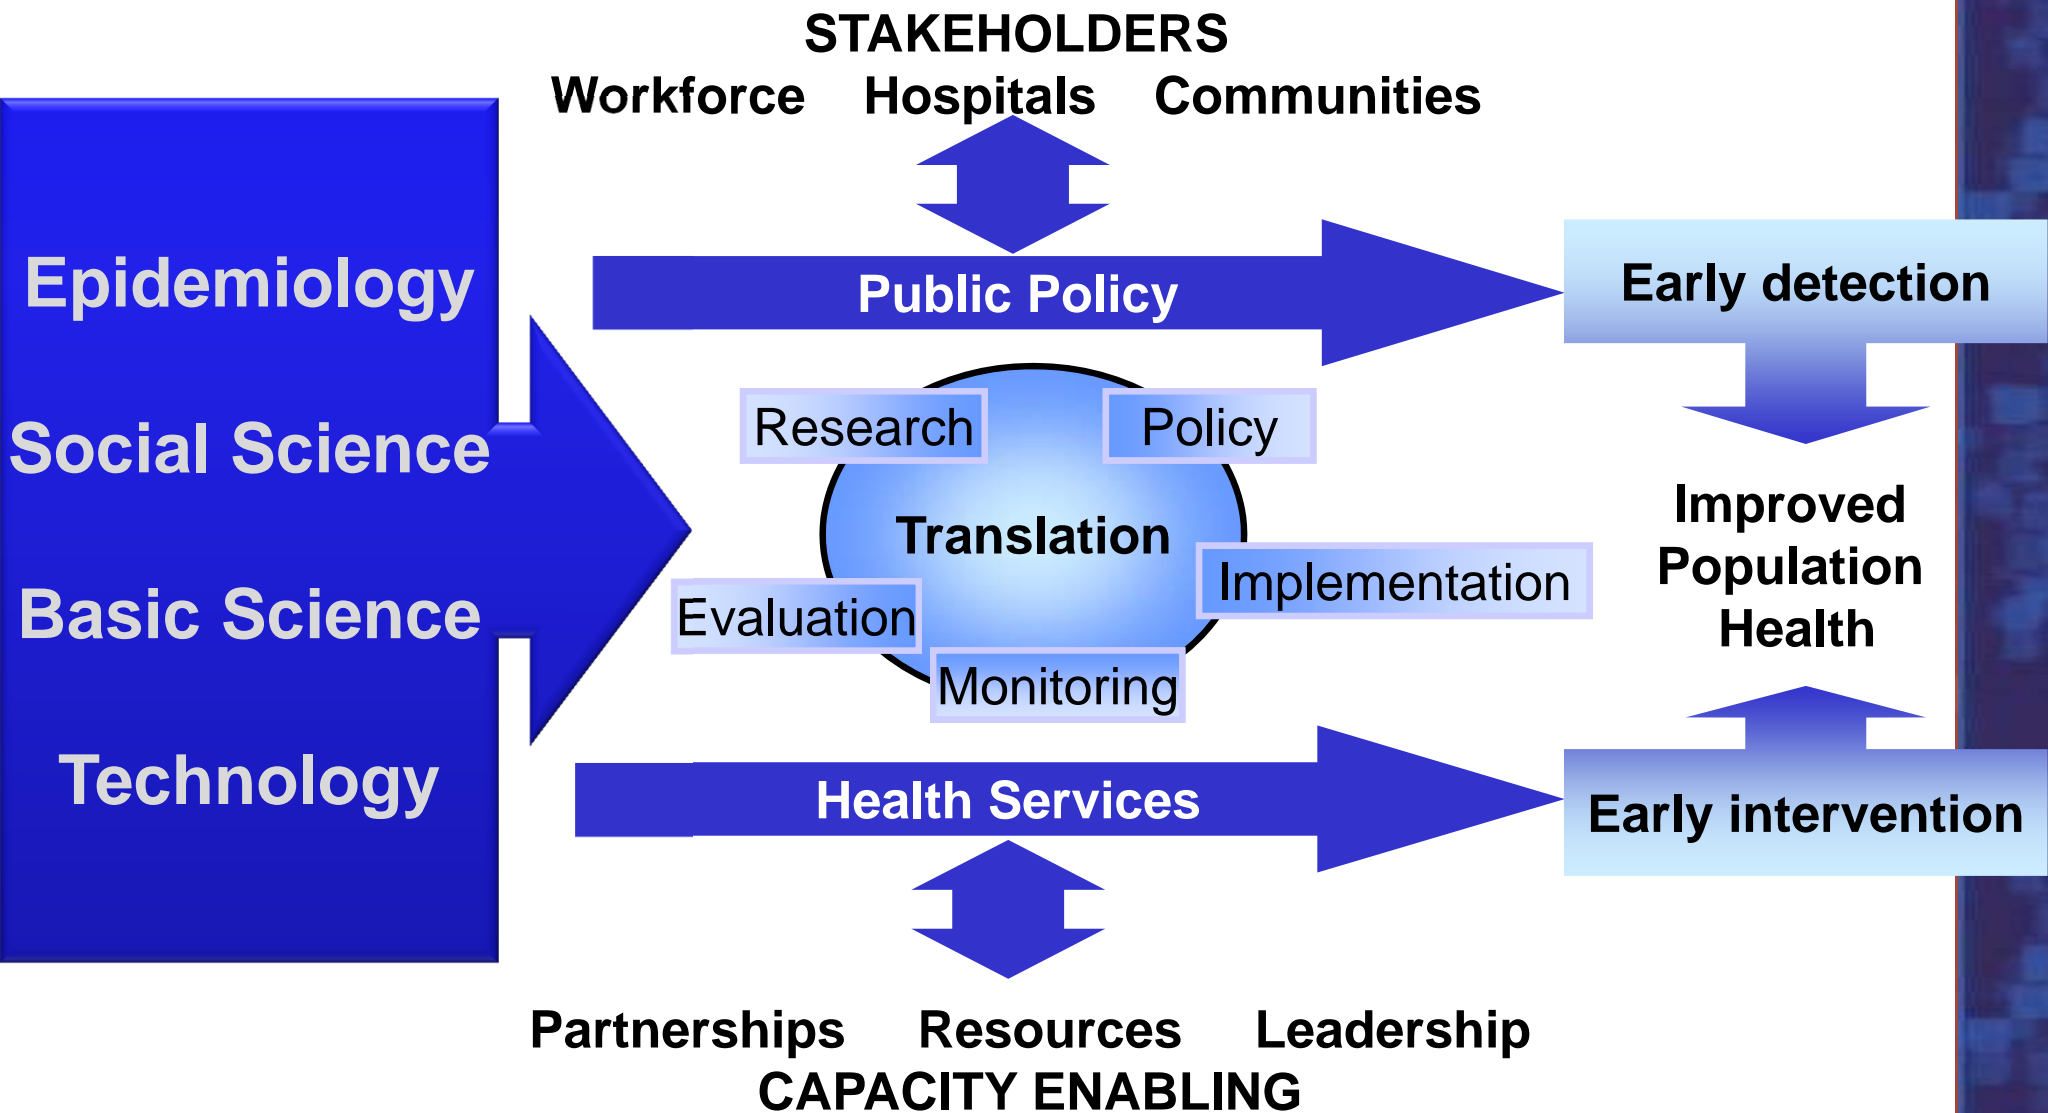 STAKEHOLDERS
Workforce Hospitals Communities
Epidemiology
Social Science
Basic Science
Technology
Public Policy
Early detection
Research
Policy
Translation
Implementation
Evaluation
Monitoring
Improved
Population
Health
Health Services
Early intervention
Partnerships Resources Leadership
CAPACITY ENABLING